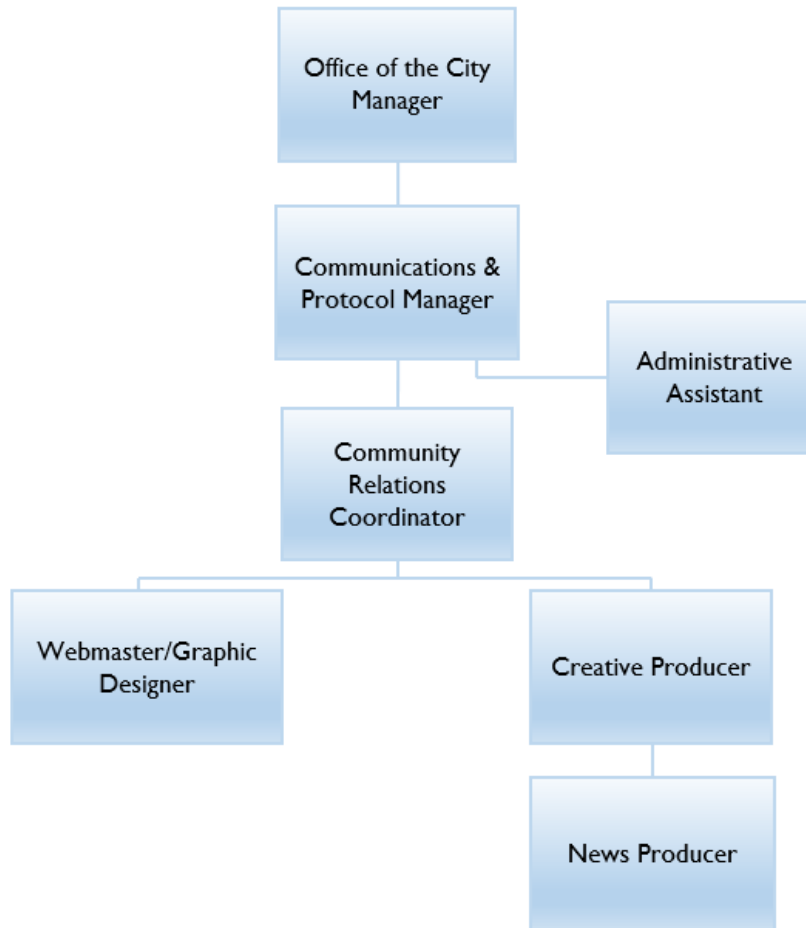 Office of the City
Manager
Communications &
Protocol Manager
Administrative
Assistant
Community
Relations
Coordinator
Webmaster/Graphic
Designer
Creative Producer
News Producer